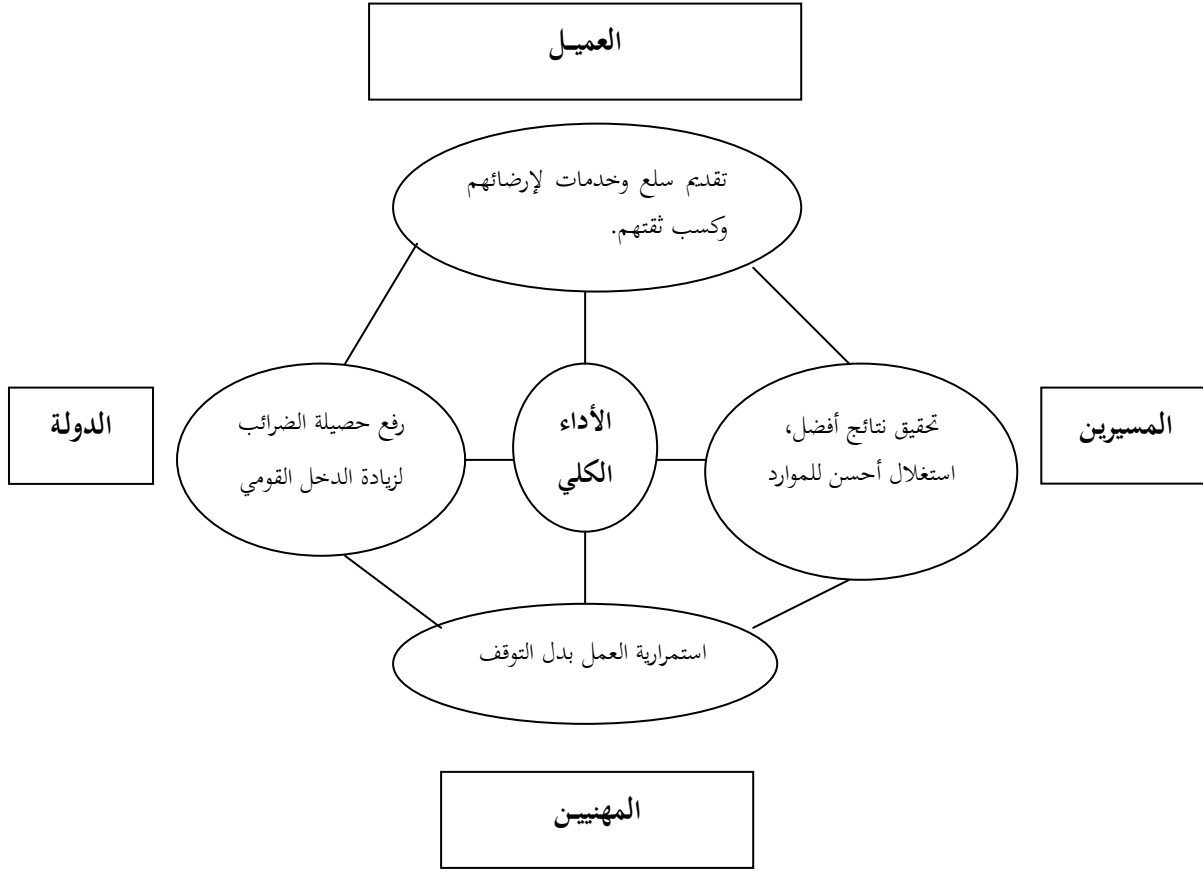 العميـل
تقديم سلع وخدمات لإرضائهم
وكسب ثقتهم.
المسيرين
تحقيق نتائج أفضل،
استغلال أحسن للموارد
الأداء
الكلي
رفع حصيلة الضرائب
لزيادة الدخل القومي
الدولة
استمرارية العمل بدل التوقف
المهنييـن